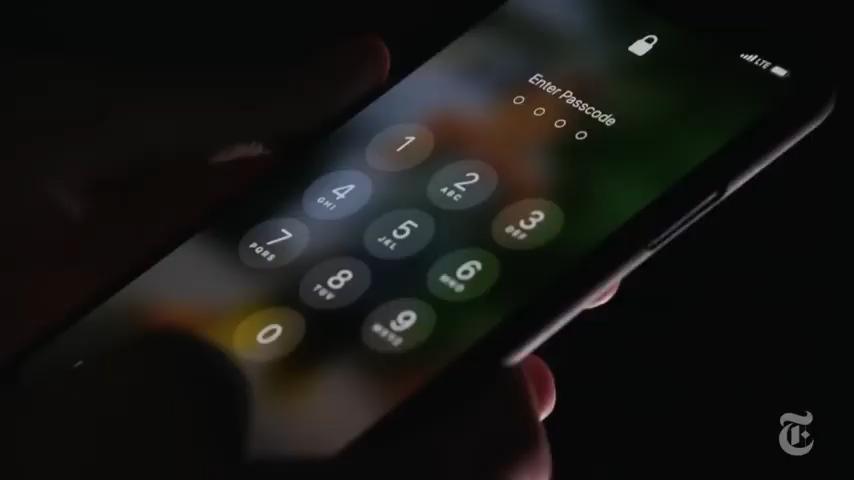 LTE
Enter Passcode
1
2
ABC
3
DEF
4
GHI
5
JKL
6
MNO
7
PQRS
8
TUV
9
WXYZ
0
T